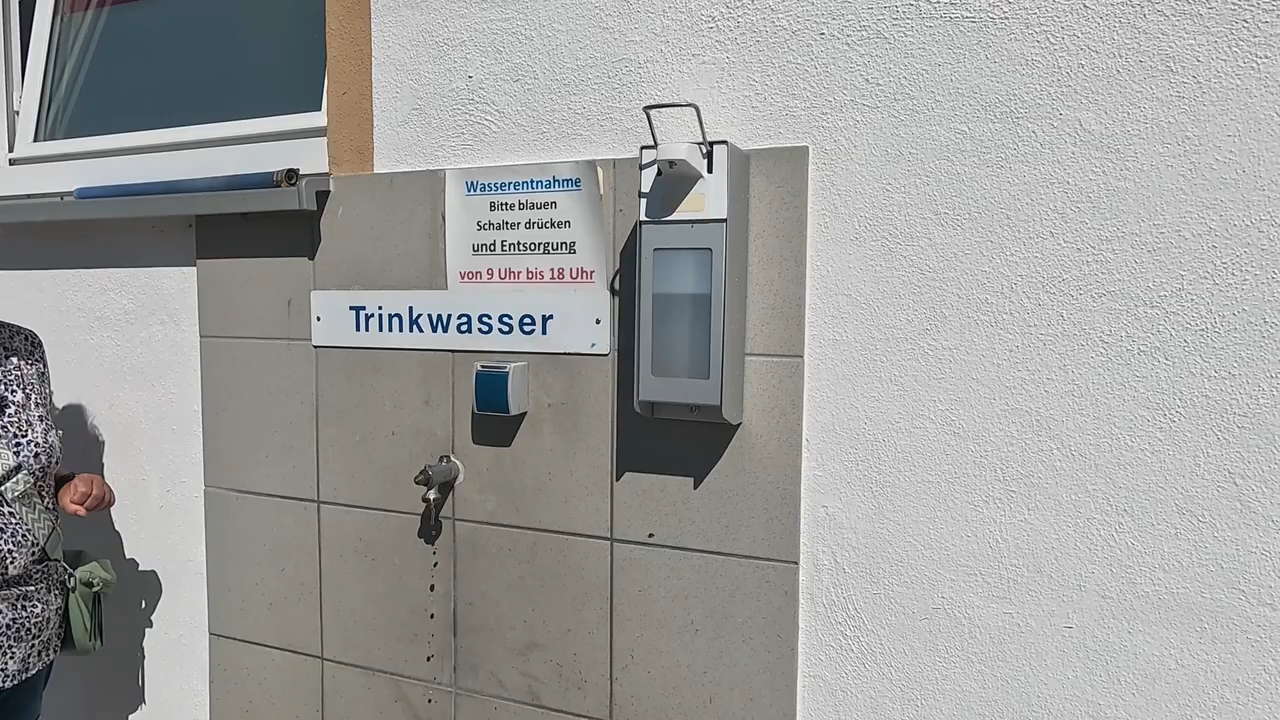 Wasserentnahme
Bitte blauen
Schalter drücken
und Entsorgung
von 9 Uhr bis 18 Uhr
Trinkwasser